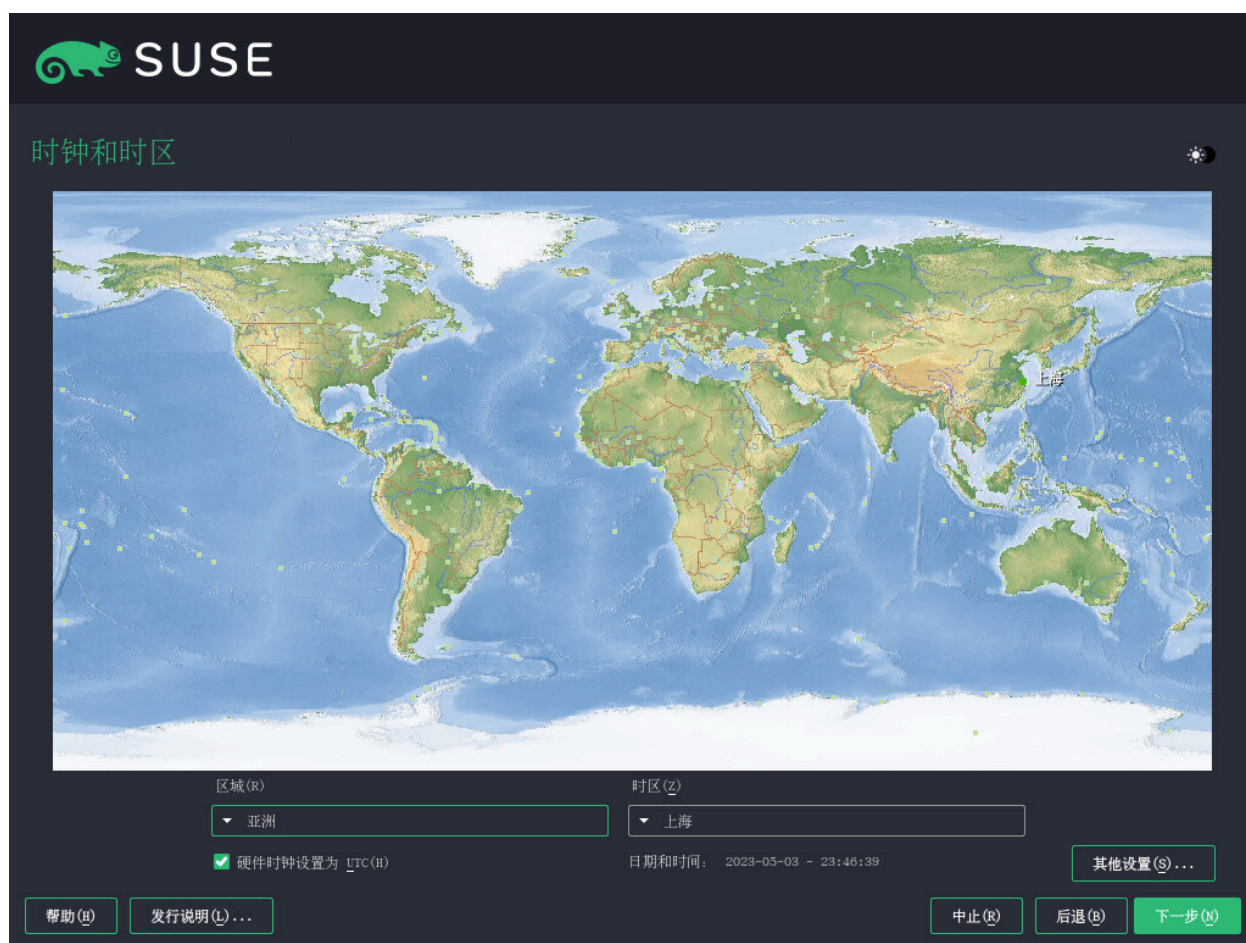 SUSE
时钟和时区
上海
区域(R)
时区(Z)
亚洲
上海
硬件时钟设置为 UTC(H)
日期和时间： 2023-05-03 - 23:46:39
其他设置(S)...
帮助(H)
发行说明(L)...
中止(R)
后退(B)
下一步(N)